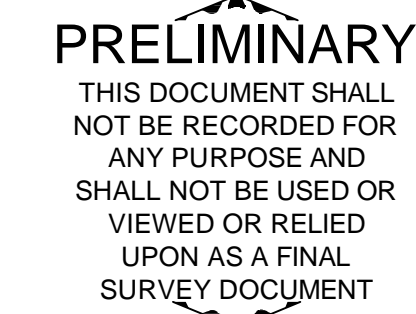 PRELIMINARY
THIS DOCUMENT SHALL
NOT BE RECORDED FOR
ANY PURPOSE AND
SHALL NOT BE USED OR
VIEWED OR RELIED
UPON AS A FINAL
SURVEY DOCUMENT